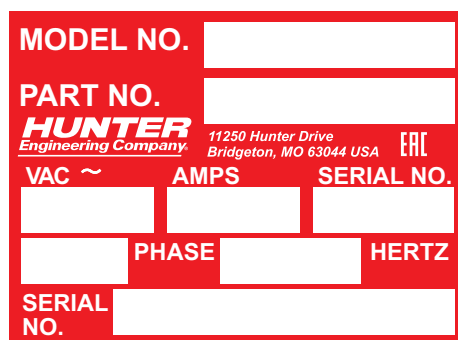 MODEL NO.
PART NO.
HUNTER
Engineering Company.
11250 Hunter Drive
Bridgeton, MO 63044 USA
EAC
VAC ~ AMPS SERIAL NO.
PHASE HERTZ
SERIAL
NO.